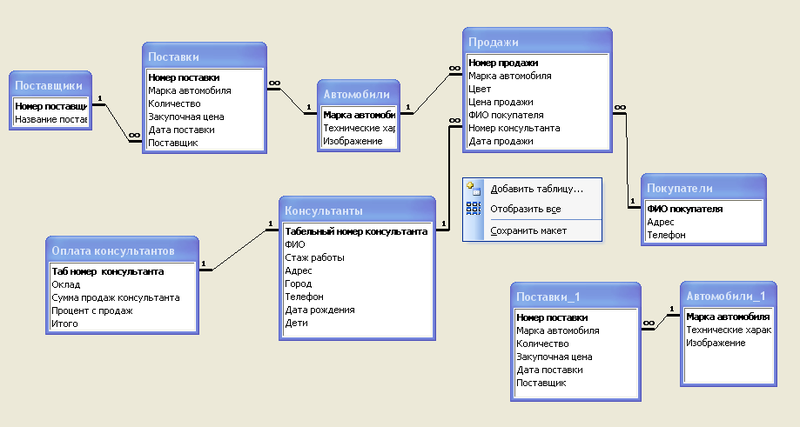 Поставщики
Номер поставщи
Название постав
Поставки
Номер поставки
Марка автомобиля
Количество
Закупочная цена
Дата поставки
Поставщик
Автомобили
Марка автомоби
Технические хар
Изображение
Продажи
Номер продажи
Марка автомобиля
Цвет
Цена продажи
ФИО покупателя
Номер консультанта
Дата продажи
Покупатели
ФИО покупателя
Адрес
Телефон
Добавить таблицу...
Отобразить все
Сохранить макет
Консультанты
Табельный номер консультанта
ФИО
Стаж работы
Адрес
Город
Телефон
Дата рождения
Дети
Оплата консультантов
Таб номер консультанта
Оклад
Сумма продаж консультанта
Процент с продаж
Итого
Поставки_1
Номер поставки
Марка автомобиля
Количество
Закупочная цена
Дата поставки
Поставщик
Автомобили_1
Марка автомобиля
Технические харак
Изображение
1
∞
∞
1
1
∞
∞
1
∞
1
1
1
∞
1